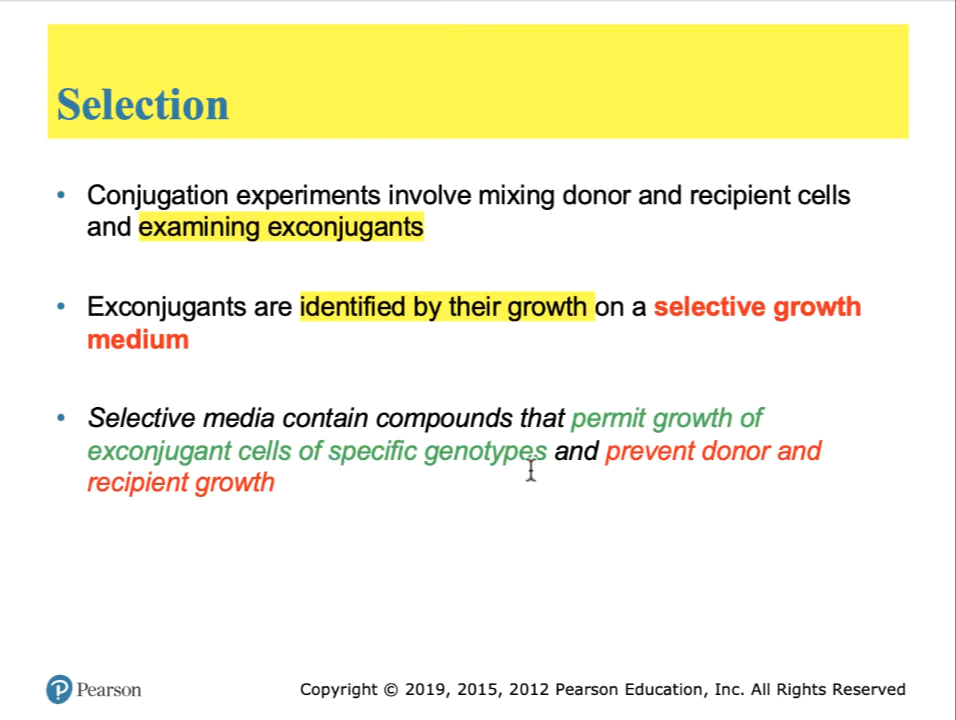 Selection
• Conjugation experiments involve mixing donor and recipient cells
and examining exconjugants
• Exconjugants are identified by their growth on a selective growth
medium
• Selective media contain compounds that permit growth of
exconjugant cells of specific genotypes and prevent donor and
recipient growth
Pearson
Copyright © 2019, 2015, 2012 Pearson Education, Inc. All Rights Reserved